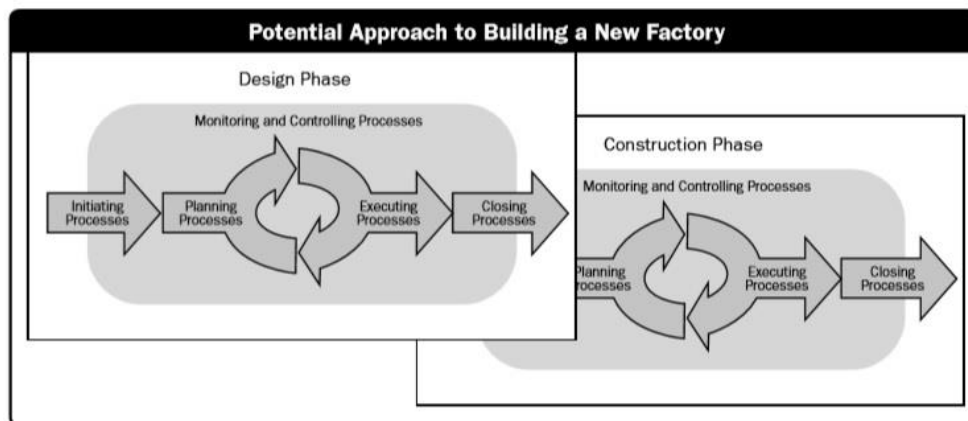 Potential Approach to Building a New Factory
Design Phase
Monitoring and Controlling Processes
Initiating
Processes
Planning
Processes
Executing
Processes
Closing
Processes
Construction Phase
Monitoring and Controlling Processes
Planning
rocesses
Executing
Processes
Closing
Processes